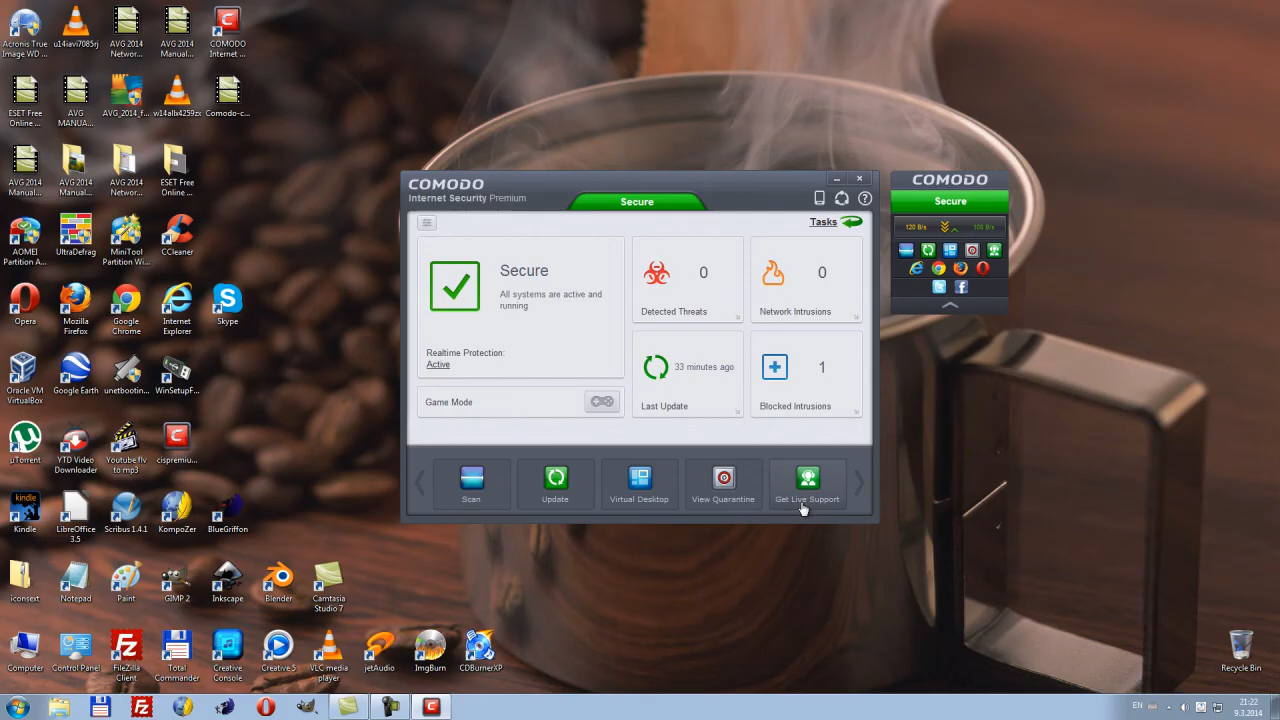 Acronis True
Image WD ...
u14iavi7085rj
AVG 2014
Networ...
AVG 2014
Manual...
COMODO
Internet ...
ESET Free
Online ...
AVG
MANUA...
AVG_2014_f...
w14allx4259zx
Comodo-c...
AVG 2014
Manual...
AVG 2014
Manual...
AVG 2014
Networ...
ESET Free
Online ...
AOMEI
Partition A...
UltraDefrag
MiniTool
Partition Wi...
CCleaner
Opera
Mozilla
Firefox
Google
Chrome
Internet
Explorer
Skype
Oracle VM
VirtualBox
Google Earth
unetbootin...
WinSetupF...
µTorrent
YTD Video
Downloader
Youtube flv
to mp3
cispremiu...
Kindle
LibreOffice
3.5
Scribus 1.4.1
KompoZer
BlueGriffon
iconsext
Notepad
Paint
GIMP 2
Inkscape
Blender
Camtasia
Studio 7
Computer
Control Panel
FileZilla
Client
Total
Commander
Creative
Console
Creative 5
VLC media
player
jetAudio
ImgBurn
CDBurnerXP
COMODO
Internet Security Premium
Secure
Tasks
Secure
All systems are active and
running
Realtime Protection:
Active
Game Mode
0
Detected Threats
0
Network Intrusions
33 minutes ago
Last Update
1
Blocked Intrusions
Scan
Update
Virtual Desktop
View Quarantine
Get Live Support
COMODO
Secure
120 B/s
Recycle Bin
EN
21:22
9.3.2014